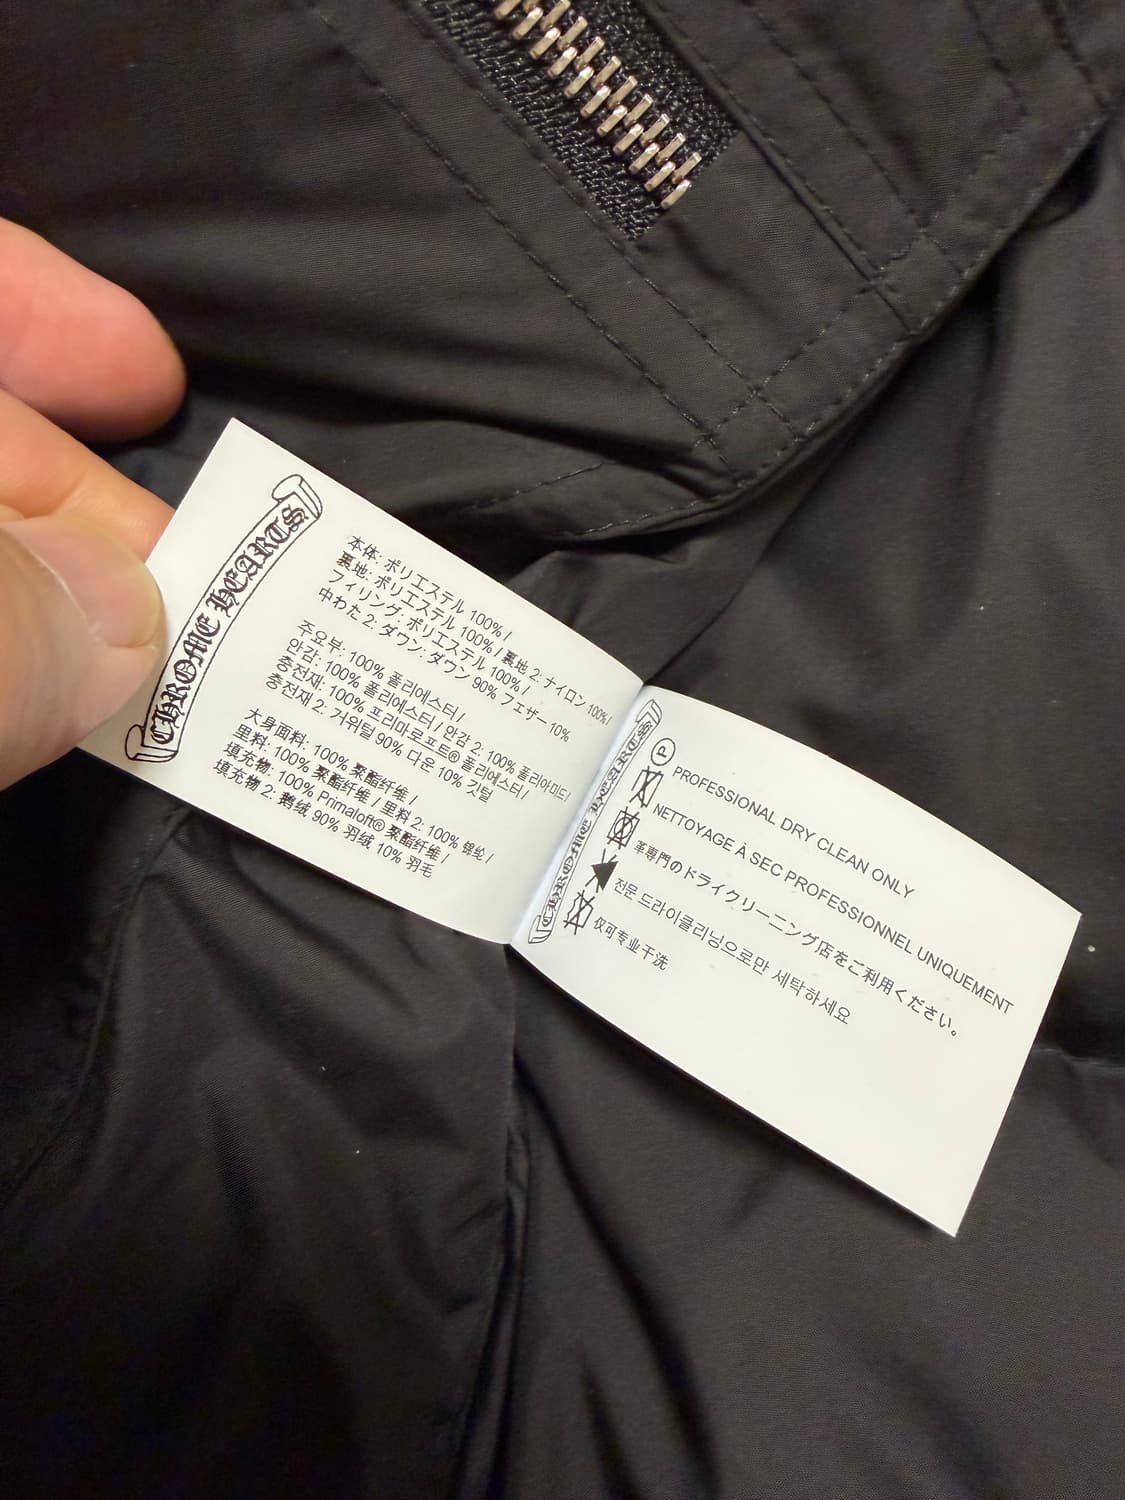 CHROME HEARTS
本体: ポリエステル 100% /
裏地: ポリエステル 100% / 裏地 2: ナイロン 100% /
フィリング: ポリエステル 100% /
中わた 2: ダウン: ダウン 90% フェザー 10%
주요부: 100% 폴리에스터 /
안감: 100% 폴리에스터 / 안감 2: 100% 폴리아미드 /
충전재: 100% 프리마로프트® 폴리에스터 /
충전재 2: 거위털 90% 다운 10% 깃털
大身面料: 100% 聚酯纤维 /
里料: 100% 聚酯纤维 / 里料 2: 100% 锦纶 /
填充物: 100% Primaloft® 聚酯纤维 /
填充物 2: 鹅绒 90% 羽绒 10% 羽毛
CHROME HEARTS
P
PROFESSIONAL DRY CLEAN ONLY
NETTOYAGE À SEC PROFESSIONNEL UNIQUEMENT
革専門のドライクリーニング店をご利用ください。
전문 드라이클리닝으로만 세탁하세요
仅可专业干洗